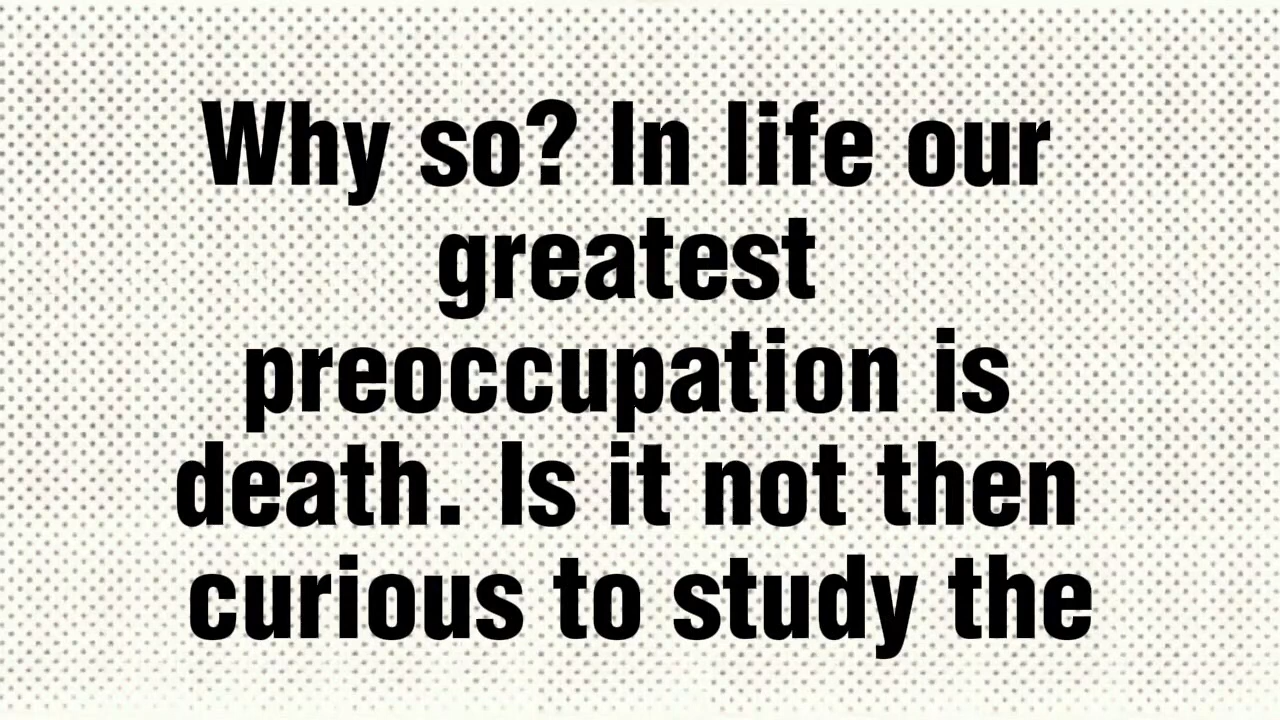 Why so? In life our
greatest
preoccupation is
death. Is it not then
curious to study the